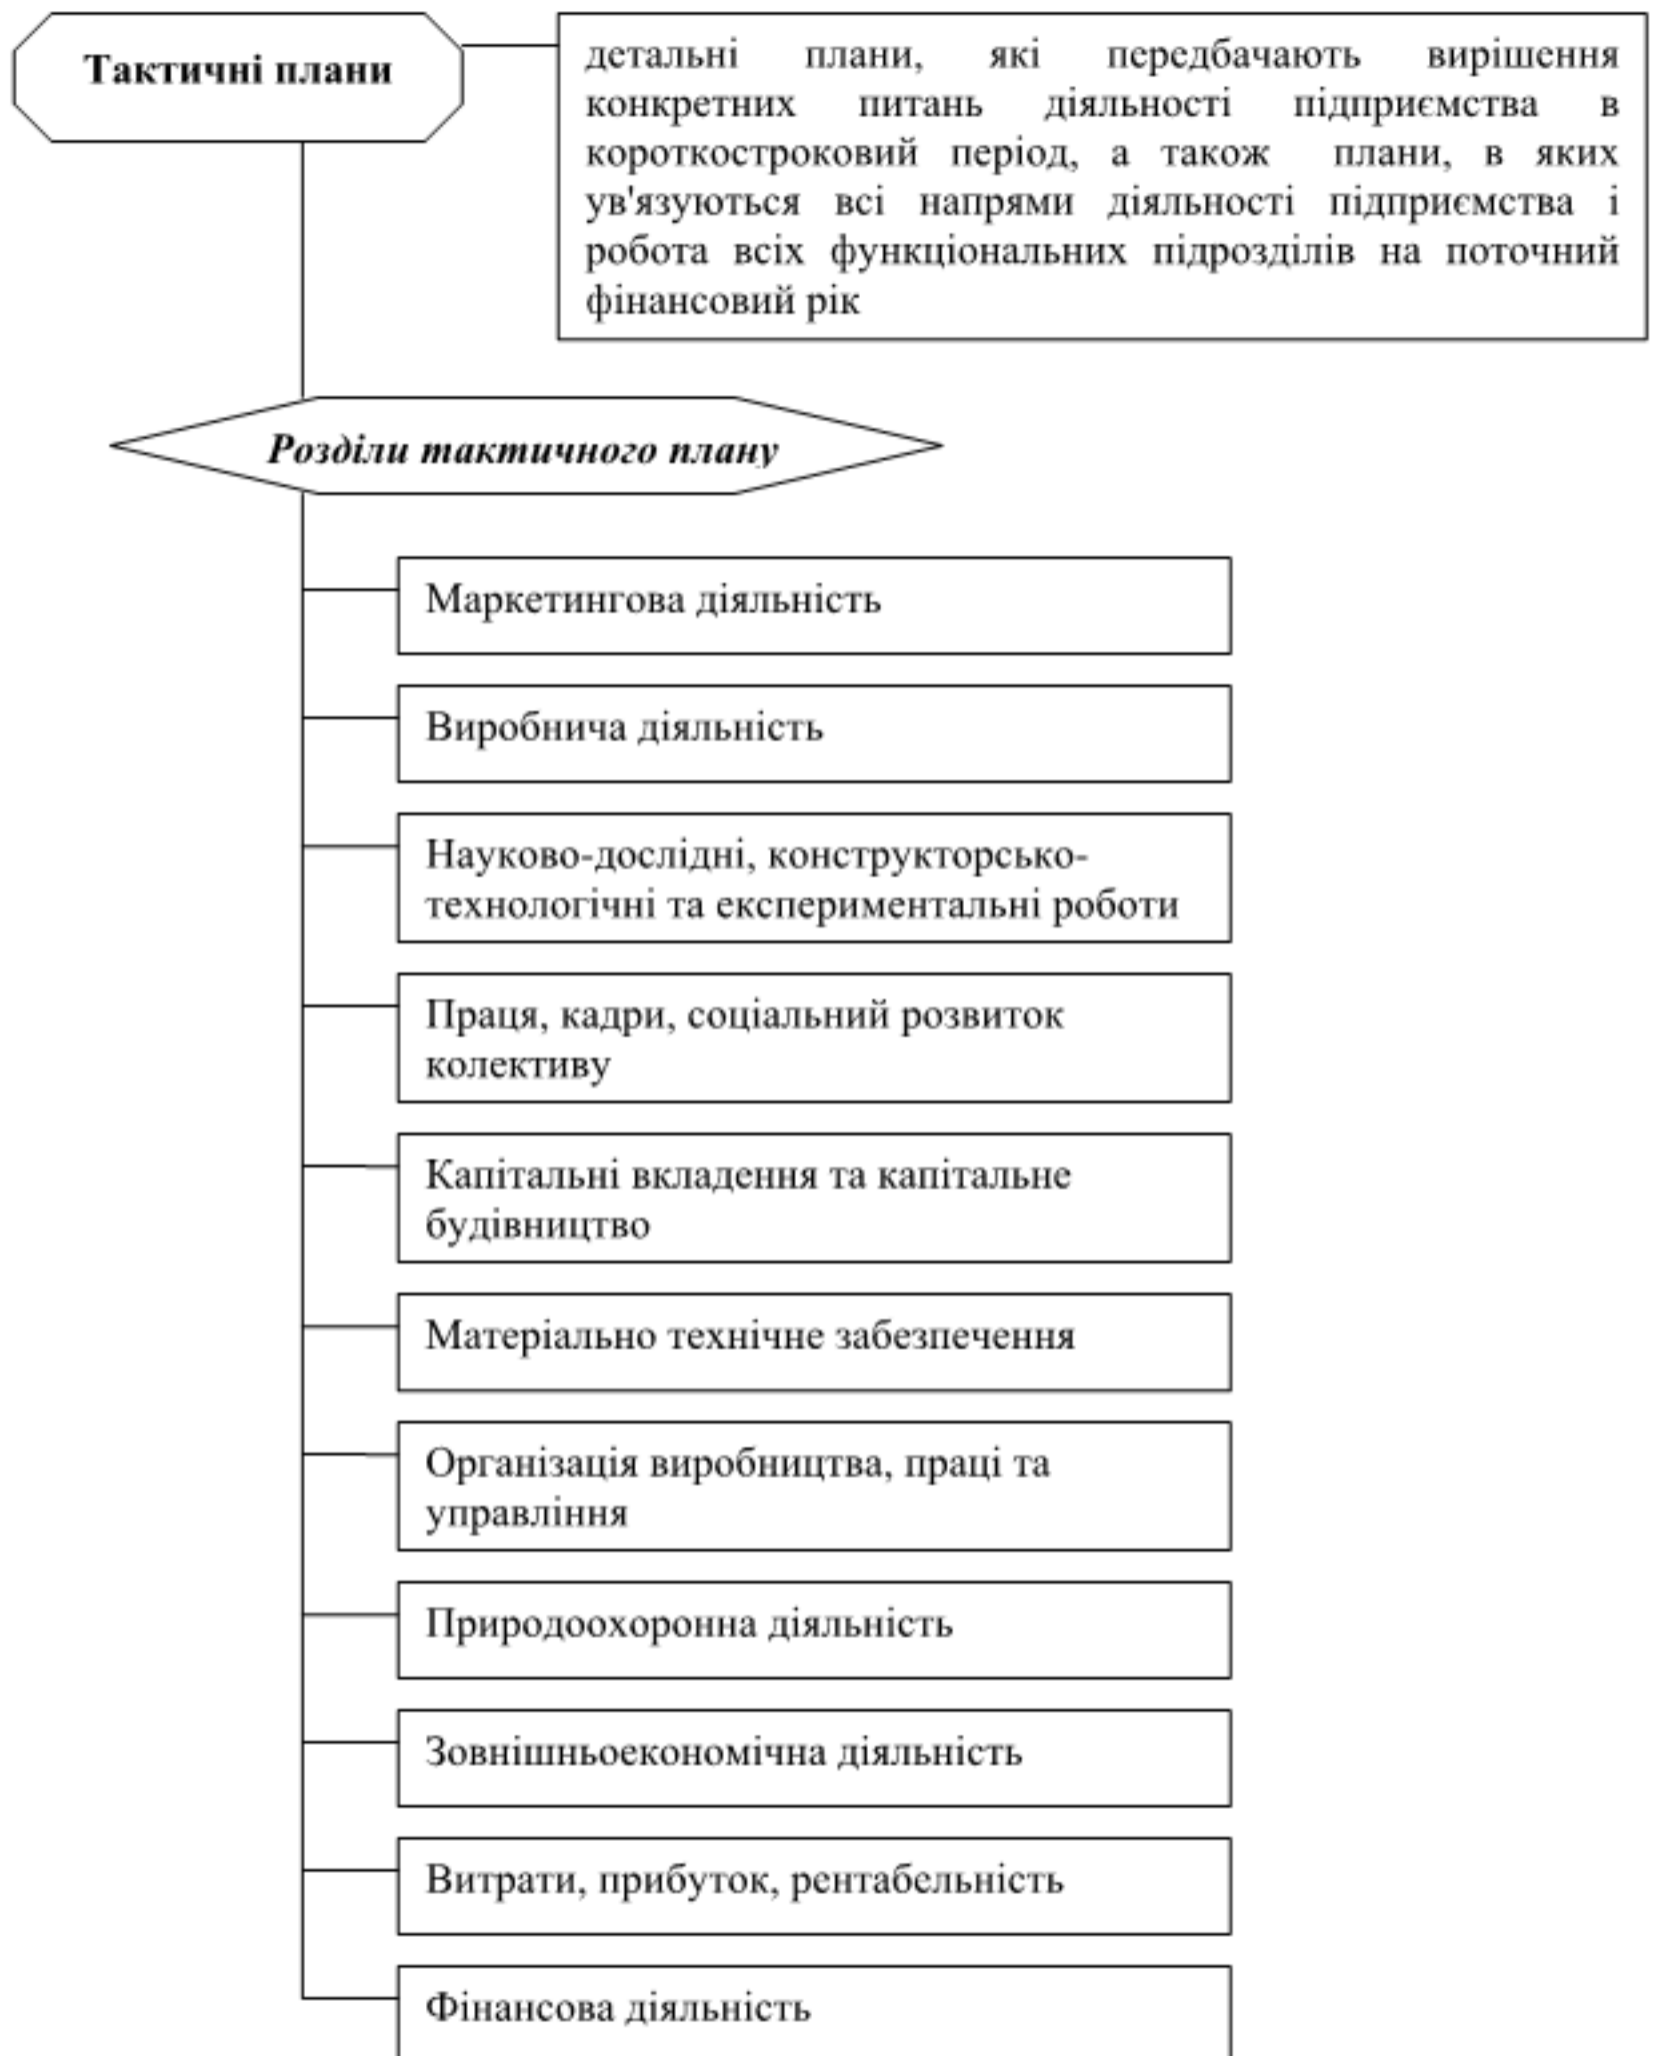 Тактичні плани
детальні плани, які передбачають вирішення
конкретних питань діяльності підприємства в
короткостроковий період, а також плани, в яких
ув'язуються всі напрями діяльності підприємства і
робота всіх функціональних підрозділів на поточний
фінансовий рік
Розділи тактичного плану
Маркетингова діяльність
Виробнича діяльність
Науково-дослідні, конструкторсько-
технологічні та експериментальні роботи
Праця, кадри, соціальний розвиток
колективу
Капітальні вкладення та капітальне
будівництво
Матеріально технічне забезпечення
Організація виробництва, праці та
управління
Природоохоронна діяльність
Зовнішньоекономічна діяльність
Витрати, прибуток, рентабельність
Фінансова діяльність